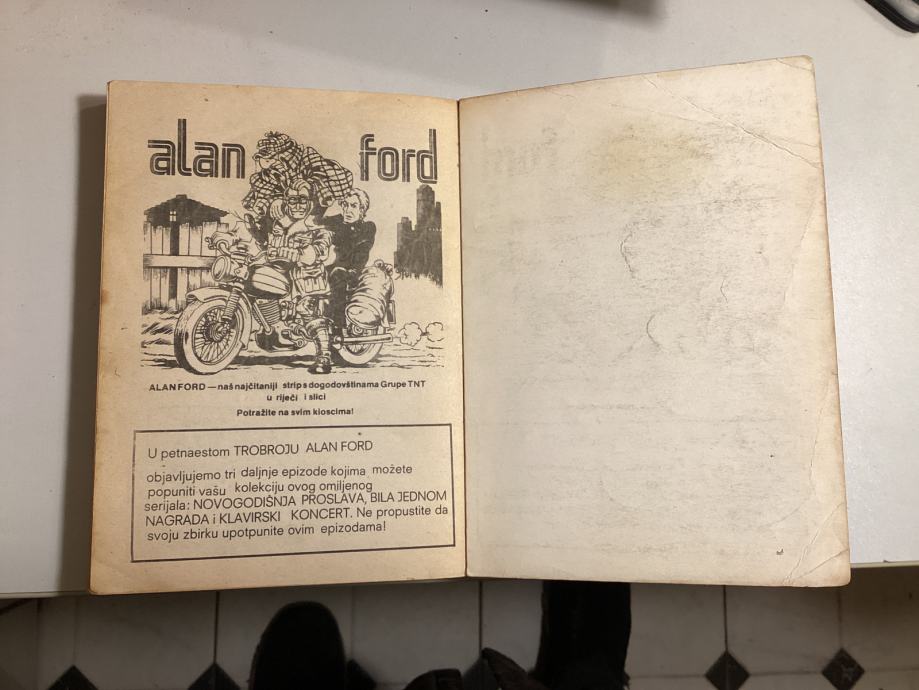 alan ford
ALAN FORD — naš najčitaniji strip s dogodovštinama Grupe TNT
u riječi i slici
Potražite na svim kioscima!
U petnaestom TROBROJU ALAN FORD
objavljujemo tri daljnje epizode kojima možete
popuniti vašu kolekciju ovog omiljenog
serijala: NOVOGODIŠNJA PROSLAVA, BILA JEDNOM
NAGRADA i KLAVIRSKI KONCERT. Ne propustite da
svoju zbirku upotpunite ovim epizodama!